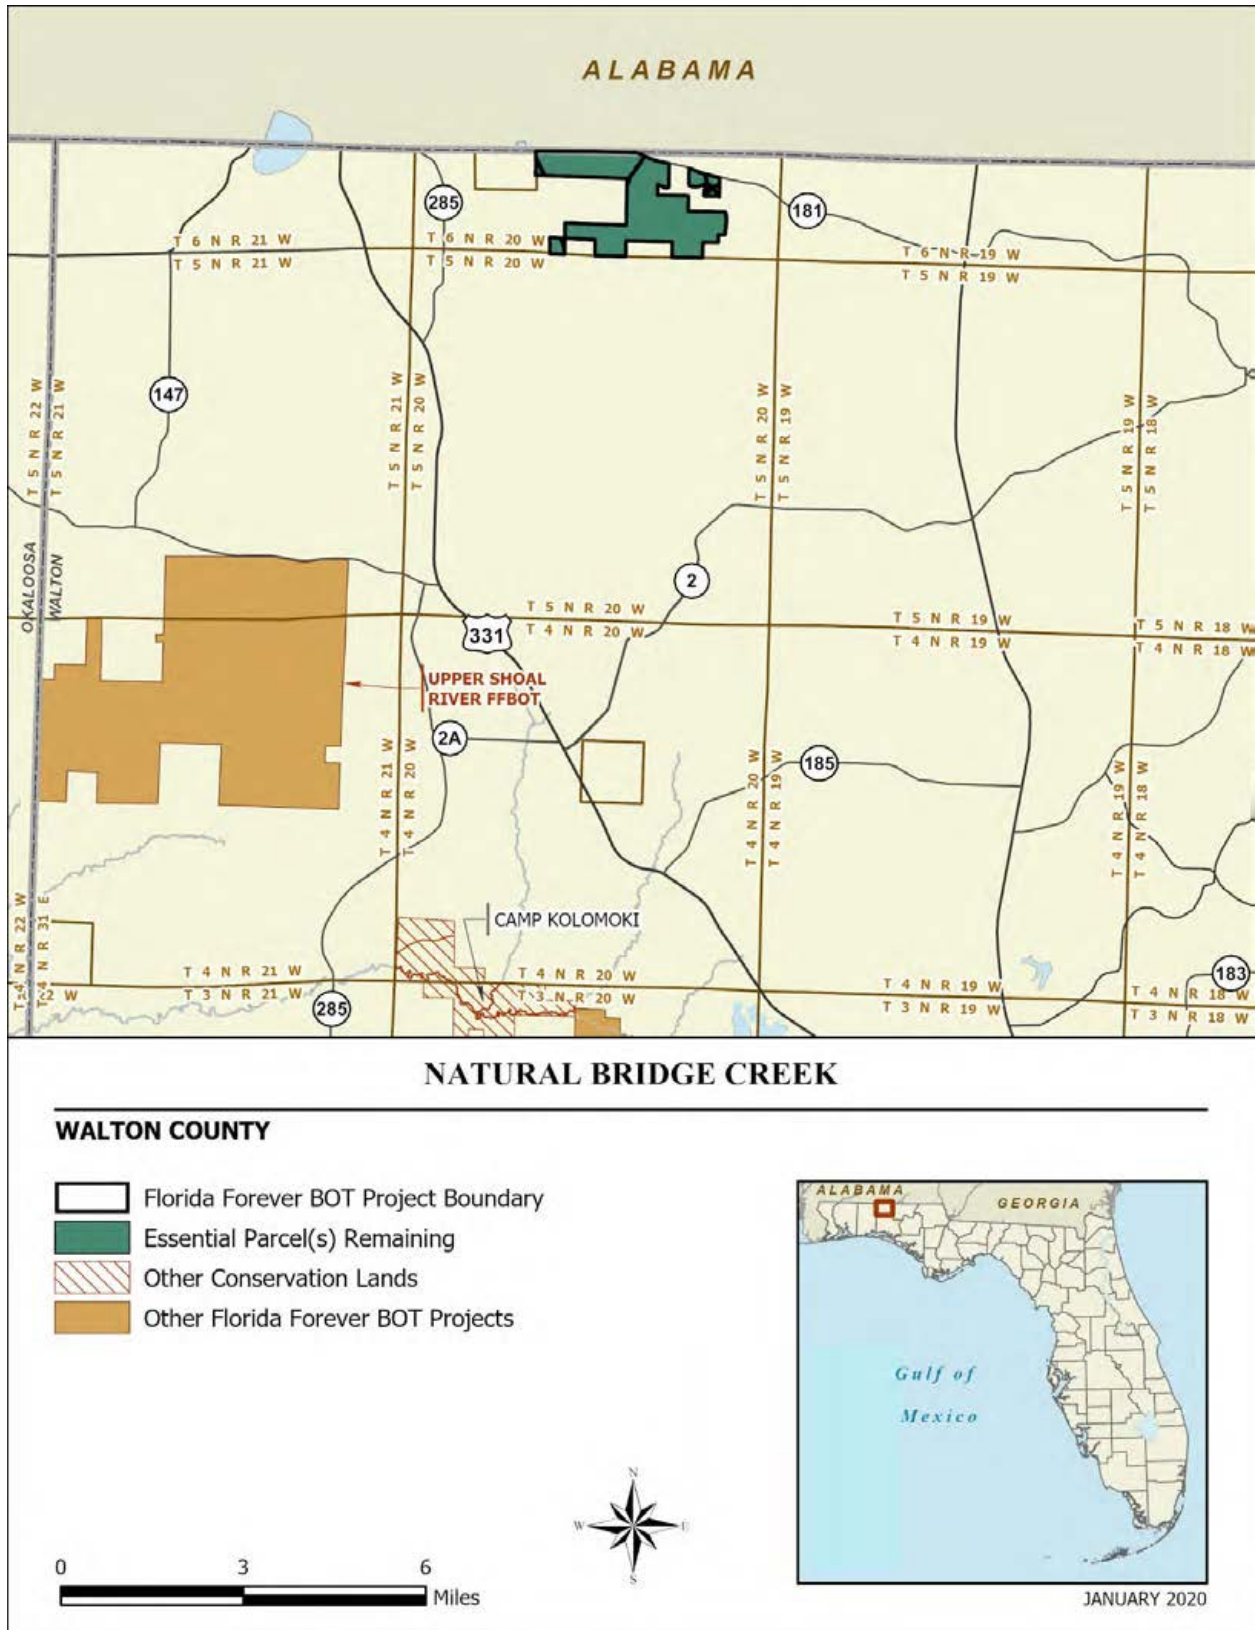 ALABAMA
285
181
T 6 N R 21 W
T 5 N R 21 W
T 6 N R 20 W
T 5 N R 20 W
T 6 N R 19 W
T 5 N R 19 W
147
T 5 N R 22 W
T 5 N R 21 W
T 5 N R 21 W
T 5 N R 20 W
T 5 N R 20 W
T 5 N R 19 W
T 5 N R 19 W
T 5 N R 18 W
OKALOOSA
WALTON
2
331
T 5 N R 20 W
T 4 N R 20 W
T 5 N R 19 W
T 4 N R 19 W
T 5 N R 18 W
T 4 N R 18 W
UPPER SHOAL
RIVER FFBOT
2A
185
T 4 N R 21 W
T 4 N R 20 W
T 4 N R 20 W
T 4 N R 19 W
T 4 N R 19 W
T 4 N R 18 W
T 4 N R 22 W
T 4 N R 31 E
CAMP KOLOMOKI
T 4 N R 21 W
T 3 N R 21 W
T 4 N R 20 W
T 3 N R 20 W
T 4 N R 19 W
T 3 N R 19 W
T 4 N R 18 W
T 3 N R 18 W
183
285
NATURAL BRIDGE CREEK
WALTON COUNTY
Florida Forever BOT Project Boundary
Essential Parcel(s) Remaining
Other Conservation Lands
Other Florida Forever BOT Projects
ALABAMA
GEORGIA
Gulf of
Mexico
N
W E
S
0 3 6
Miles
JANUARY 2020